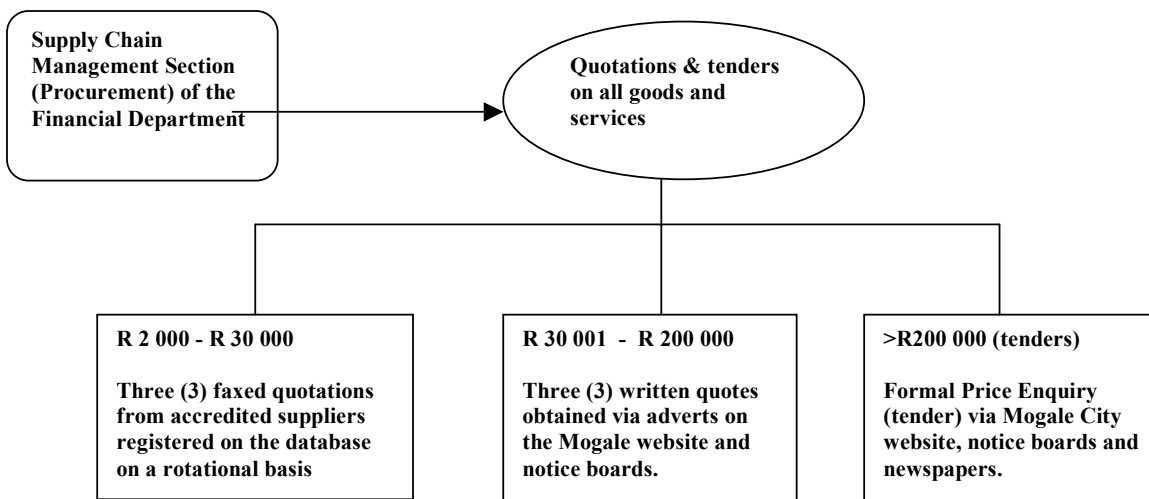 Supply Chain
Management Section
(Procurement) of the
Financial Department
Quotations & tenders
on all goods and
services
R 2 000 - R 30 000
Three (3) faxed quotations
from accredited suppliers
registered on the database
on a rotational basis
R 30 001 - R 200 000
Three (3) written quotes
obtained via adverts on
the Mogale website and
notice boards.
>R200 000 (tenders)
Formal Price Enquiry
(tender) via Mogale City
website, notice boards and
newspapers.